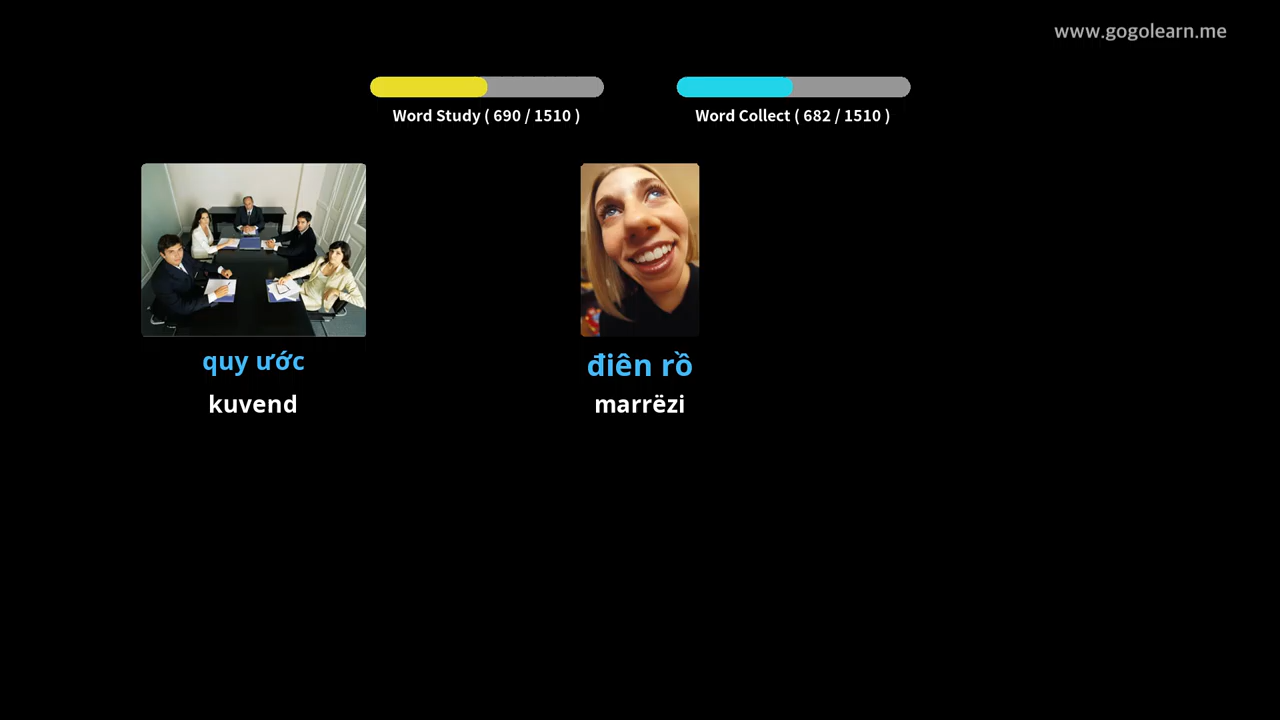 www.gogolearn.me
Word Study ( 690 / 1510 )
Word Collect ( 682 / 1510 )
quy ước
kuvend
điên rồ
marrëzi